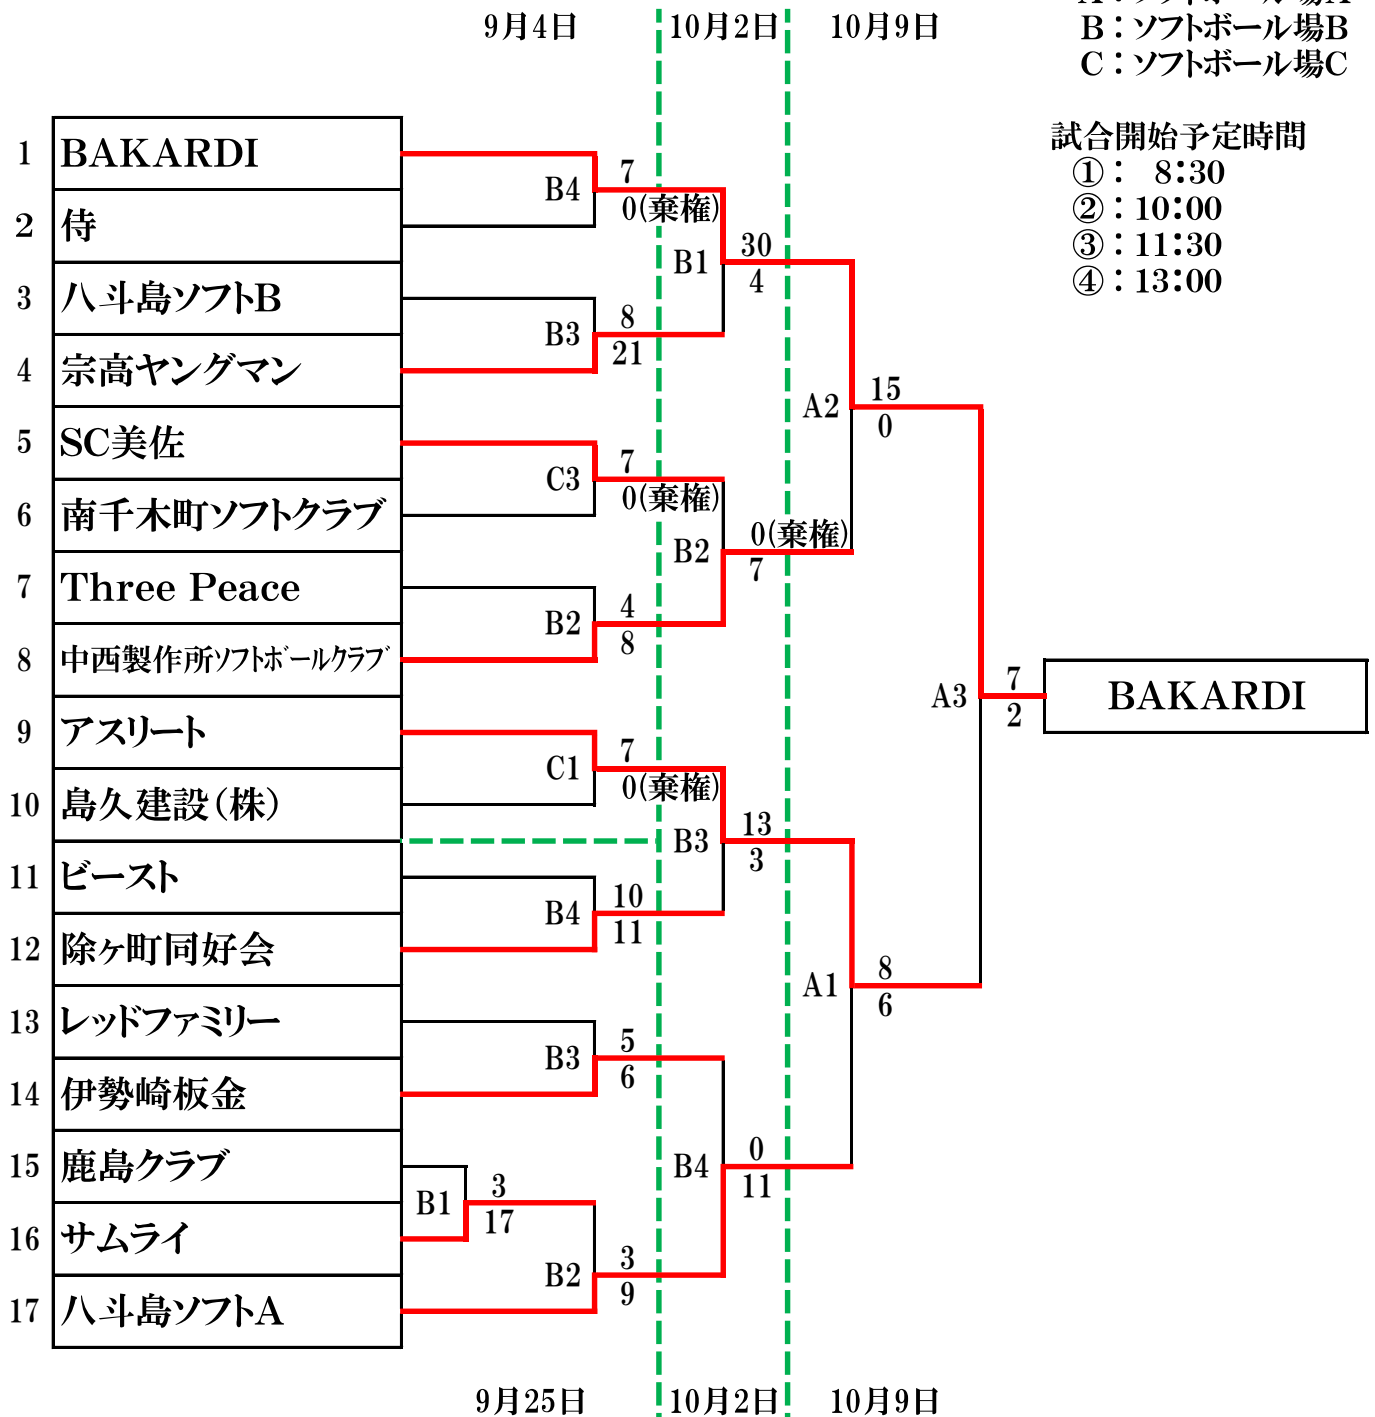 9月4日 10月2日 10月9日
B：ソフトボール場B
C：ソフトボール場C
試合開始予定時間
①： 8：30
②：10：00
③：11：30
④：13：00
1 BAKARDI
2 侍
3 八斗島ソフトB
4 宗高ヤングマン
5 SC美佐
6 南千木町ソフトクラブ
7 Three Peace
8 中西製作所ソフトボールクラブ
9 アスリート
10 島久建設（株）
11 ビースト
12 除ヶ町同好会
13 レッドファミリー
14 伊勢崎板金
15 鹿島クラブ
16 サムライ
17 八斗島ソフトA
B4
7
0(棄権)
B3
8
21
C3
7
0(棄権)
B2
4
8
C1
7
0(棄権)
B4
10
11
B3
5
6
B1
3
17
B2
3
9
B1
30
4
B2
0(棄権)
7
B3
13
3
B4
0
11
A2
15
0
A1
8
6
A3
7
2
BAKARDI
9月25日 10月2日 10月9日